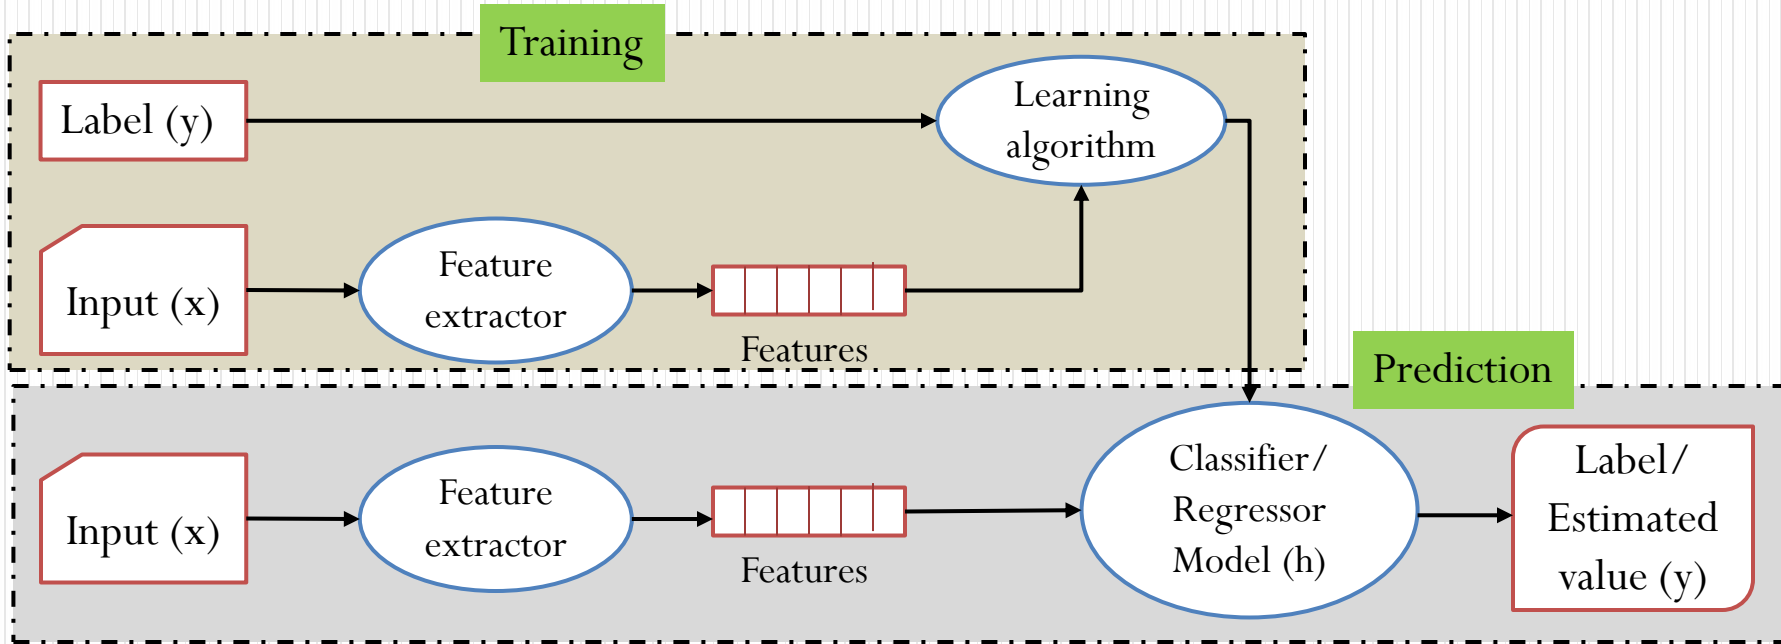 Training
Label (y)
Learning
algorithm
Input (x)
Feature
extractor
Features
Prediction
Input (x)
Feature
extractor
Features
Classifier/
Regressor
Model (h)
Label/
Estimated
value (y)